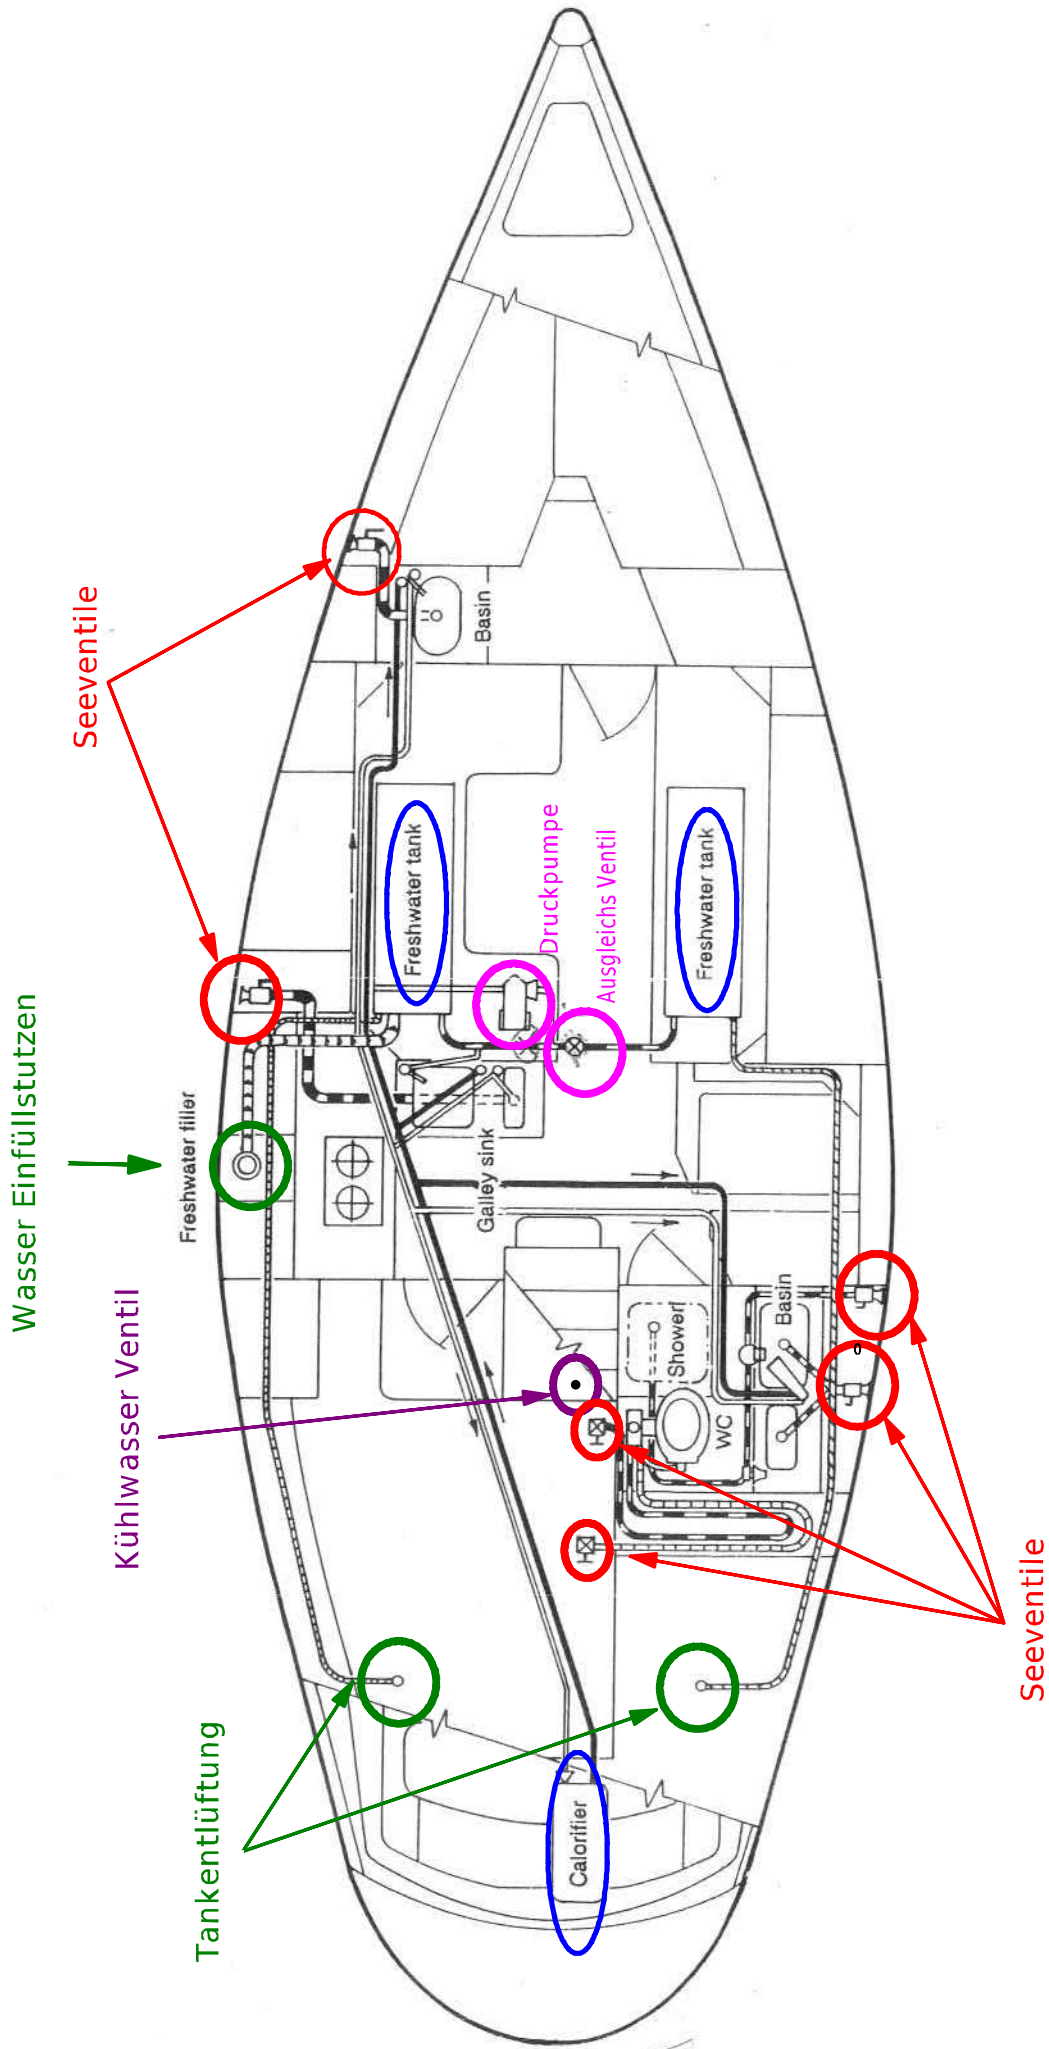 Seeventile
Basin
Druckpumpe
Ausgleichs Ventil
Freshwater tank
Freshwater tank
Wasser Einfüllstutzen
Freshwater filler
Galley sink
Kühlwasser Ventil
Shower
Basin
WC
0
Seeventile
Tankentlüftung
Calorifier